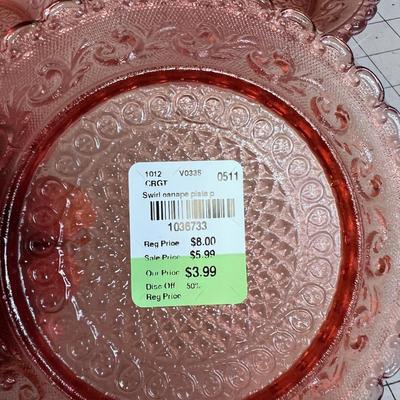 1012 V0335 0511
CRGT
Swirl canape plate p
1036733
Reg Price $8.00
Sale Price $5.99
Our Price $3.99
Disc Off 50%
Reg Price